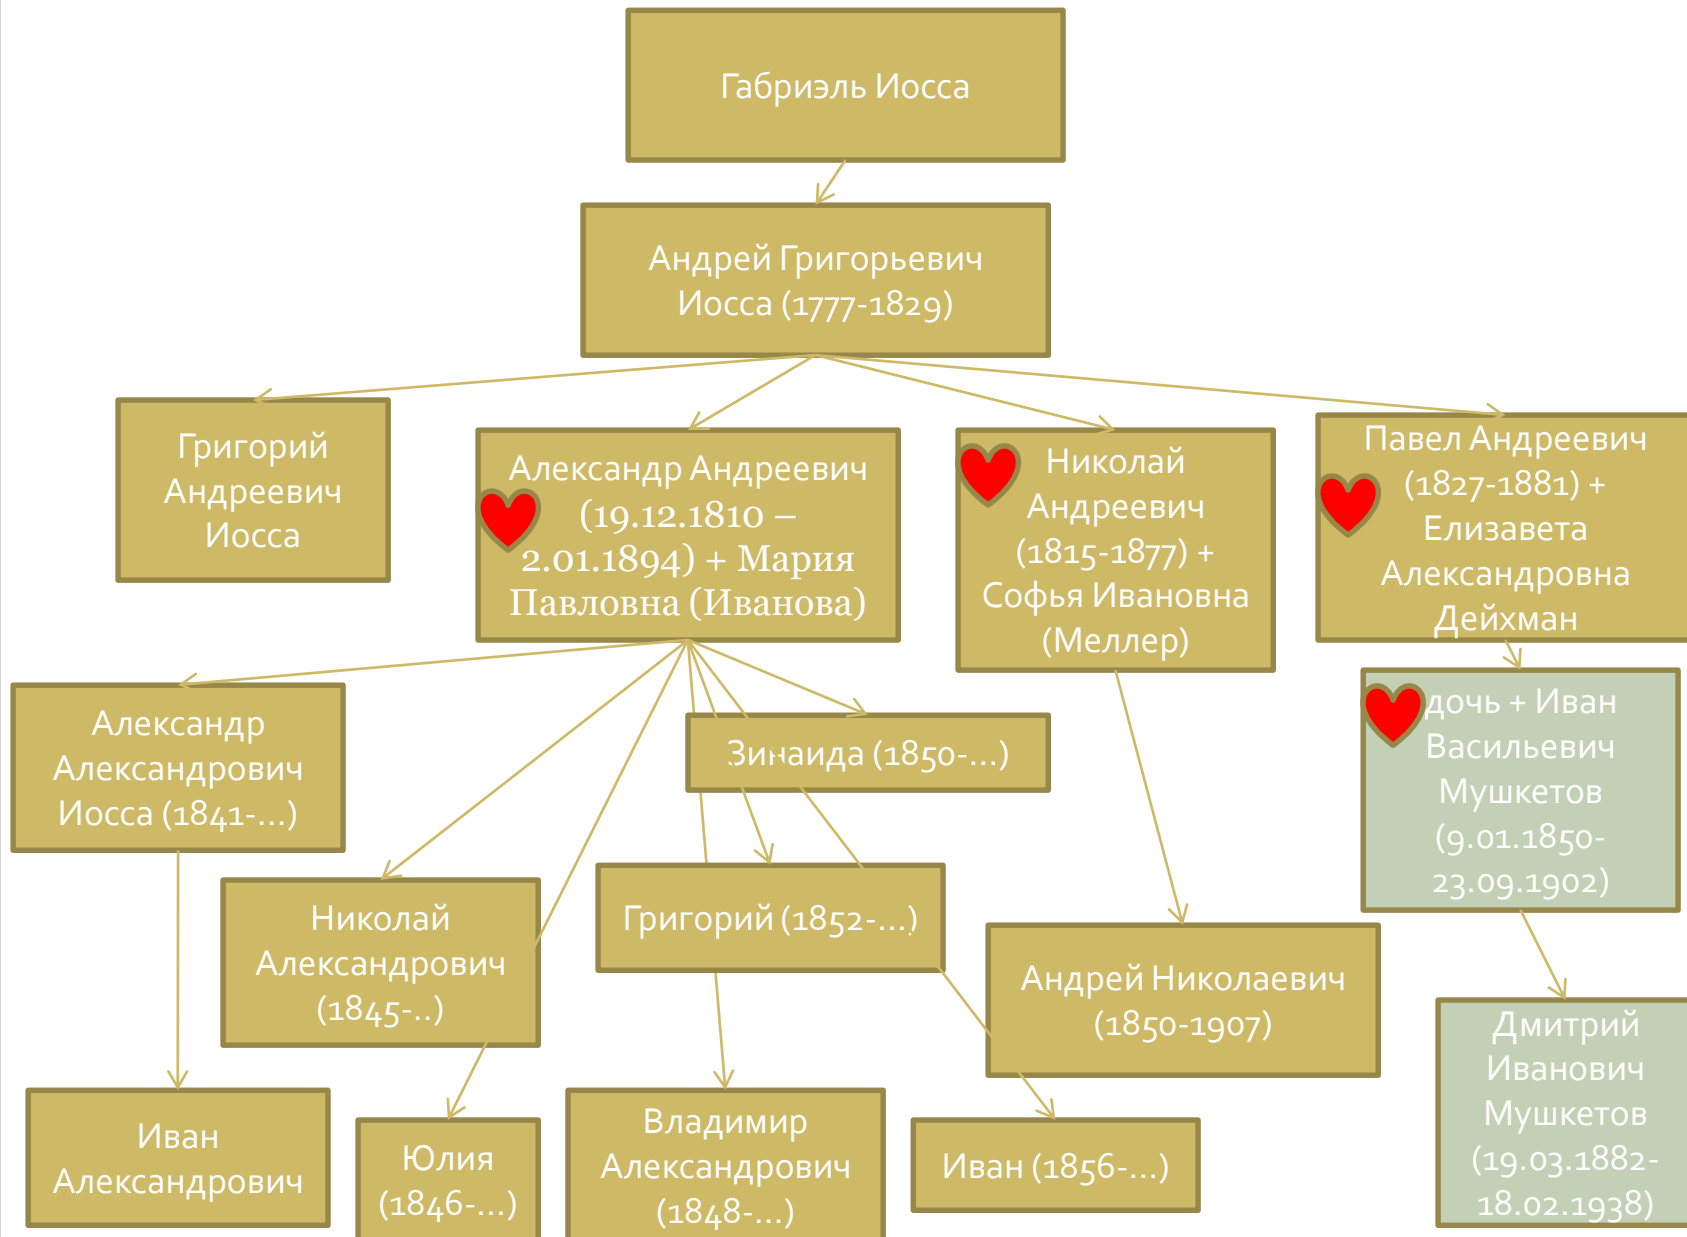 Габриэль Иосса
Андрей Григорьевич
Иосса (1777-1829)
Григорий
Андреевич
Иосса
Александр Андреевич
(19.12.1810 –
2.01.1894) + Мария
Павловна (Иванова)
Николай
Андреевич
(1815-1877) +
Софья Ивановна
(Меллер)
Павел Андреевич
(1827-1881) +
Елизавета
Александровна
Дейхман
Александр
Александрович
Иосса (1841-...)
Зинаида (1850-...)
дочь + Иван
Васильевич
Мушкетов
(9.01.1850-
23.09.1902)
Николай
Александрович
(1845-..)
Григорий (1852-...)
Андрей Николаевич
(1850-1907)
Дмитрий
Иванович
Мушкетов
(19.03.1882-
18.02.1938)
Иван
Александрович
Юлия
(1846-...)
Владимир
Александрович
(1848-...)
Иван (1856-...)